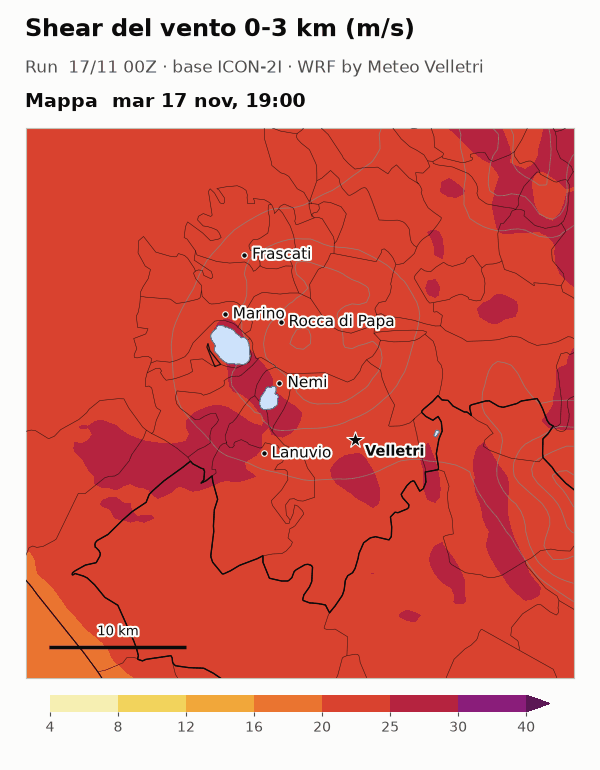 Shear del vento 0-3 km (m/s)
Run  17/11 00Z · base ICON-2I · WRF by Meteo Velletri
Mappa  mar 17 nov, 19:00
Frascati
Marino
Rocca di Papa
Nemi
Velletri
Lanuvio
10 km
4 8 12 16 20 25 30 40